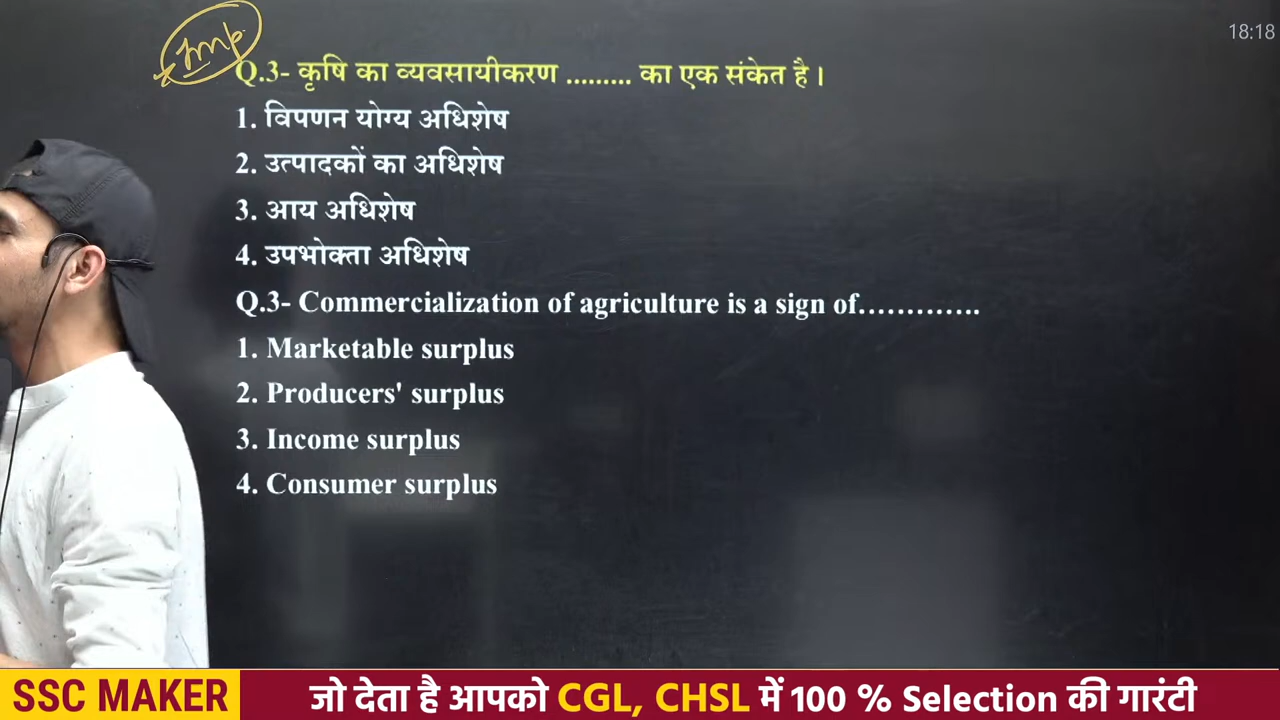 18:18
Imp
Q.3- कृषि का व्यवसायीकरण ......... का एक संकेत है।
1. विपणन योग्य अधिशेष
2. उत्पादकों का अधिशेष
3. आय अधिशेष
4. उपभोक्ता अधिशेष
Q.3- Commercialization of agriculture is a sign of.............
1. Marketable surplus
2. Producers' surplus
3. Income surplus
4. Consumer surplus
SSC MAKER
जो देता है आपको CGL, CHSL में 100 % Selection की गारंटी